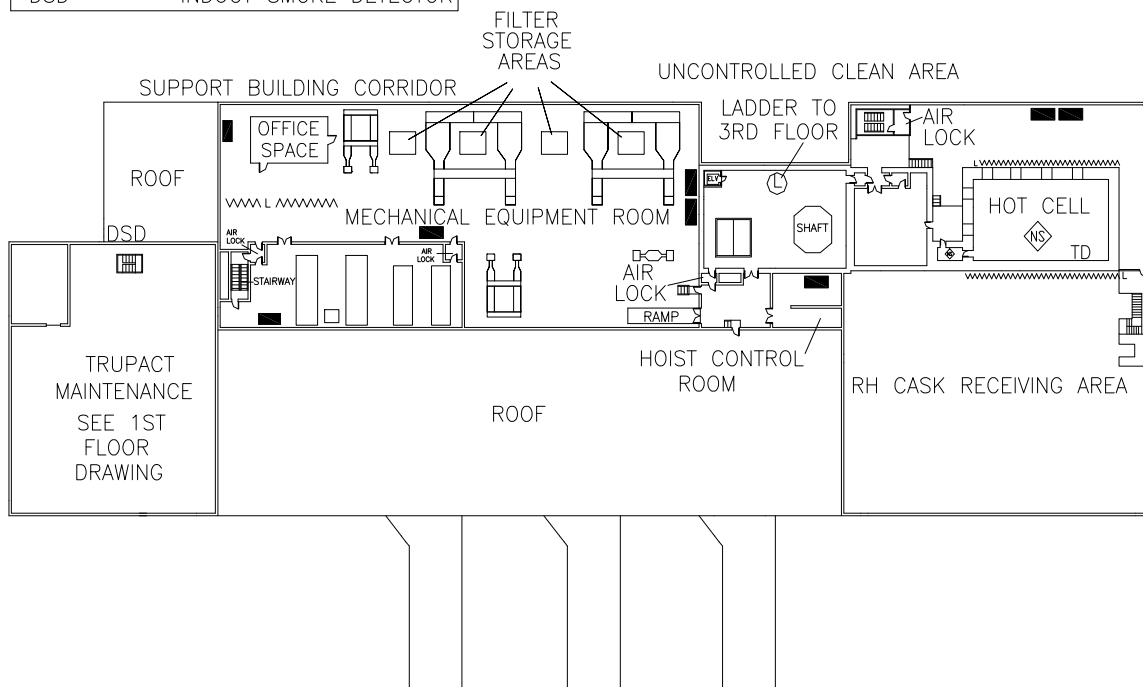 DSD INDUCT SMOKE DETECTOR
FILTER
STORAGE
AREAS
SUPPORT BUILDING CORRIDOR
UNCONTROLLED CLEAN AREA
LADDER TO
3RD FLOOR
AIR
LOCK
OFFICE
SPACE
ROOF
ELV
L
L
MECHANICAL EQUIPMENT ROOM
SHAFT
L
HOT CELL
NS
TD
DSD
AIR
LOCK
AIR
LOCK
STAIRWAY
AIR
LOCK
L
RAMP
HOIST CONTROL
ROOM
TRUPACT
MAINTENANCE
SEE 1ST
FLOOR
DRAWING
ROOF
RH CASK RECEIVING AREA